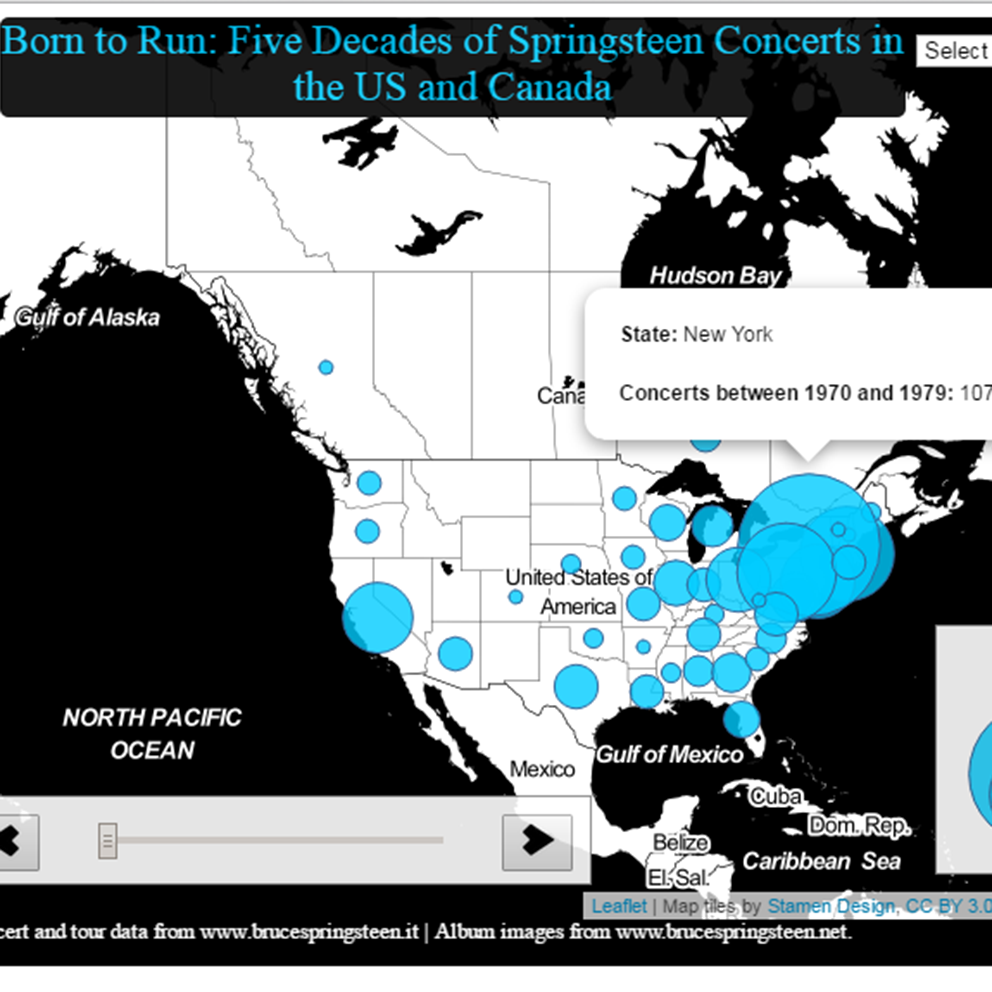 Born to Run: Five Decades of Springsteen Concerts in
the US and Canada
Select
Hudson Bay
Gulf of Alaska
State: New York
Concerts between 1970 and 1979: 107
Cana
United States of
America
NORTH PACIFIC
OCEAN
Gulf of Mexico
Mexico
Cuba
Dom. Rep.
Belize
Caribbean Sea
El. Sal.
Leaflet | Map tiles by Stamen Design, CC BY 3.0
cert and tour data from www.brucespringsteen.it | Album images from www.brucespringsteen.net.